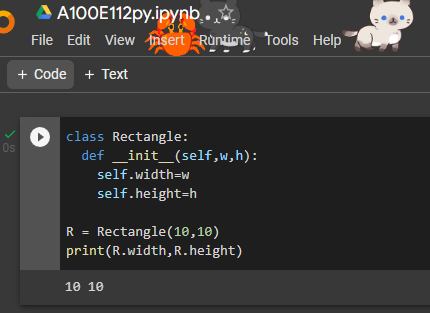 A100E112py.ipynb
File Edit View Insert Runtime Tools Help
+ Code + Text
0s
class Rectangle:
  def __init__(self,w,h):
    self.width=w
    self.height=h
R = Rectangle(10,10)
print(R.width,R.height)
10 10